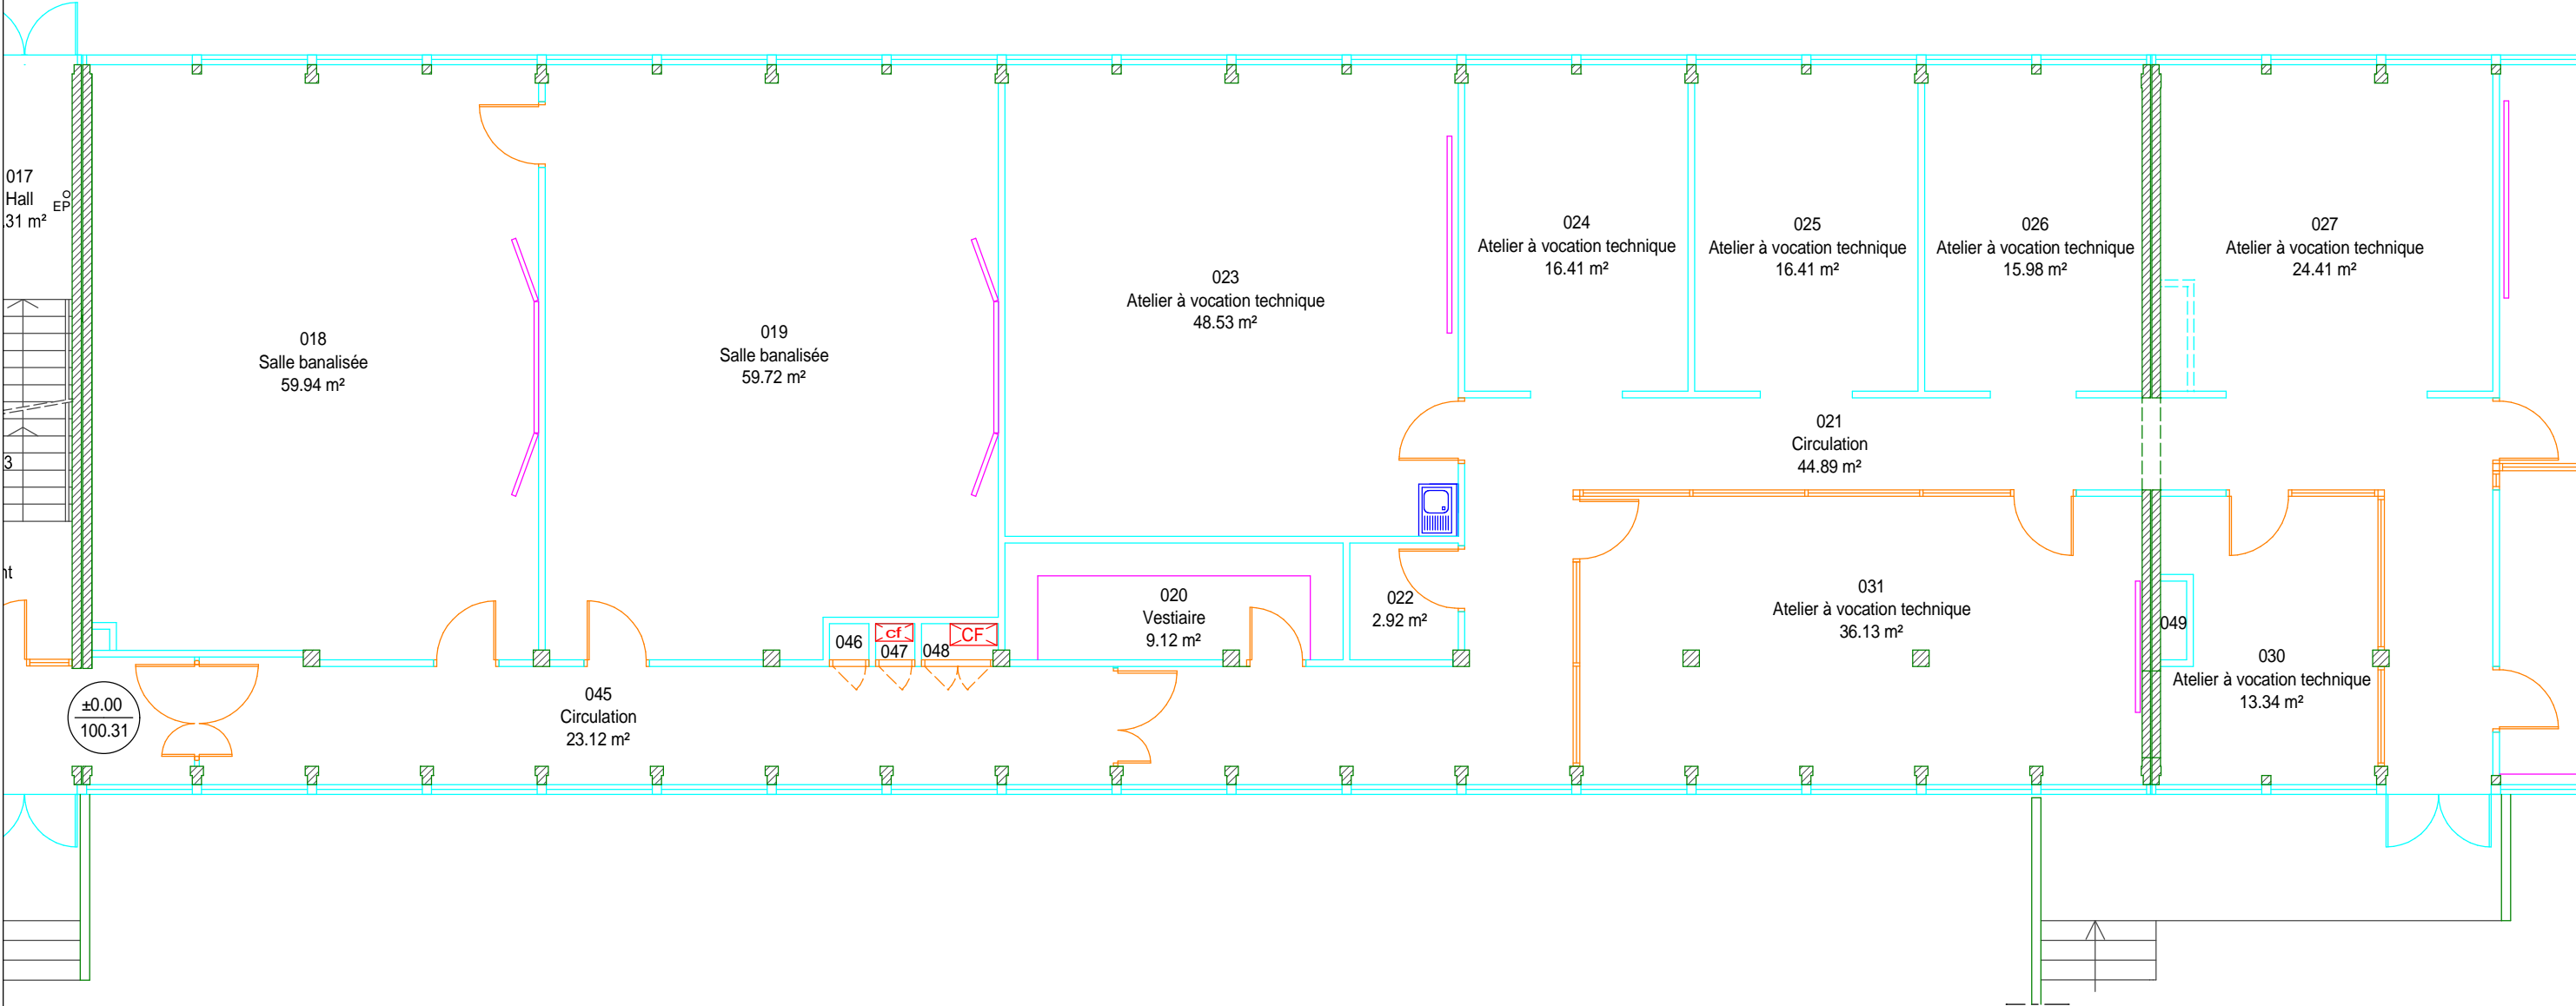 017
Hall
.31 m²
O
EP
3
nt
018
Salle banalisée
59.94 m²
019
Salle banalisée
59.72 m²
023
Atelier à vocation technique
48.53 m²
024
Atelier à vocation technique
16.41 m²
025
Atelier à vocation technique
16.41 m²
026
Atelier à vocation technique
15.98 m²
027
Atelier à vocation technique
24.41 m²
021
Circulation
44.89 m²
020
Vestiaire
9.12 m²
022
2.92 m²
031
Atelier à vocation technique
36.13 m²
049
030
Atelier à vocation technique
13.34 m²
046
cf
047
048
CF
045
Circulation
23.12 m²
±0.00
100.31